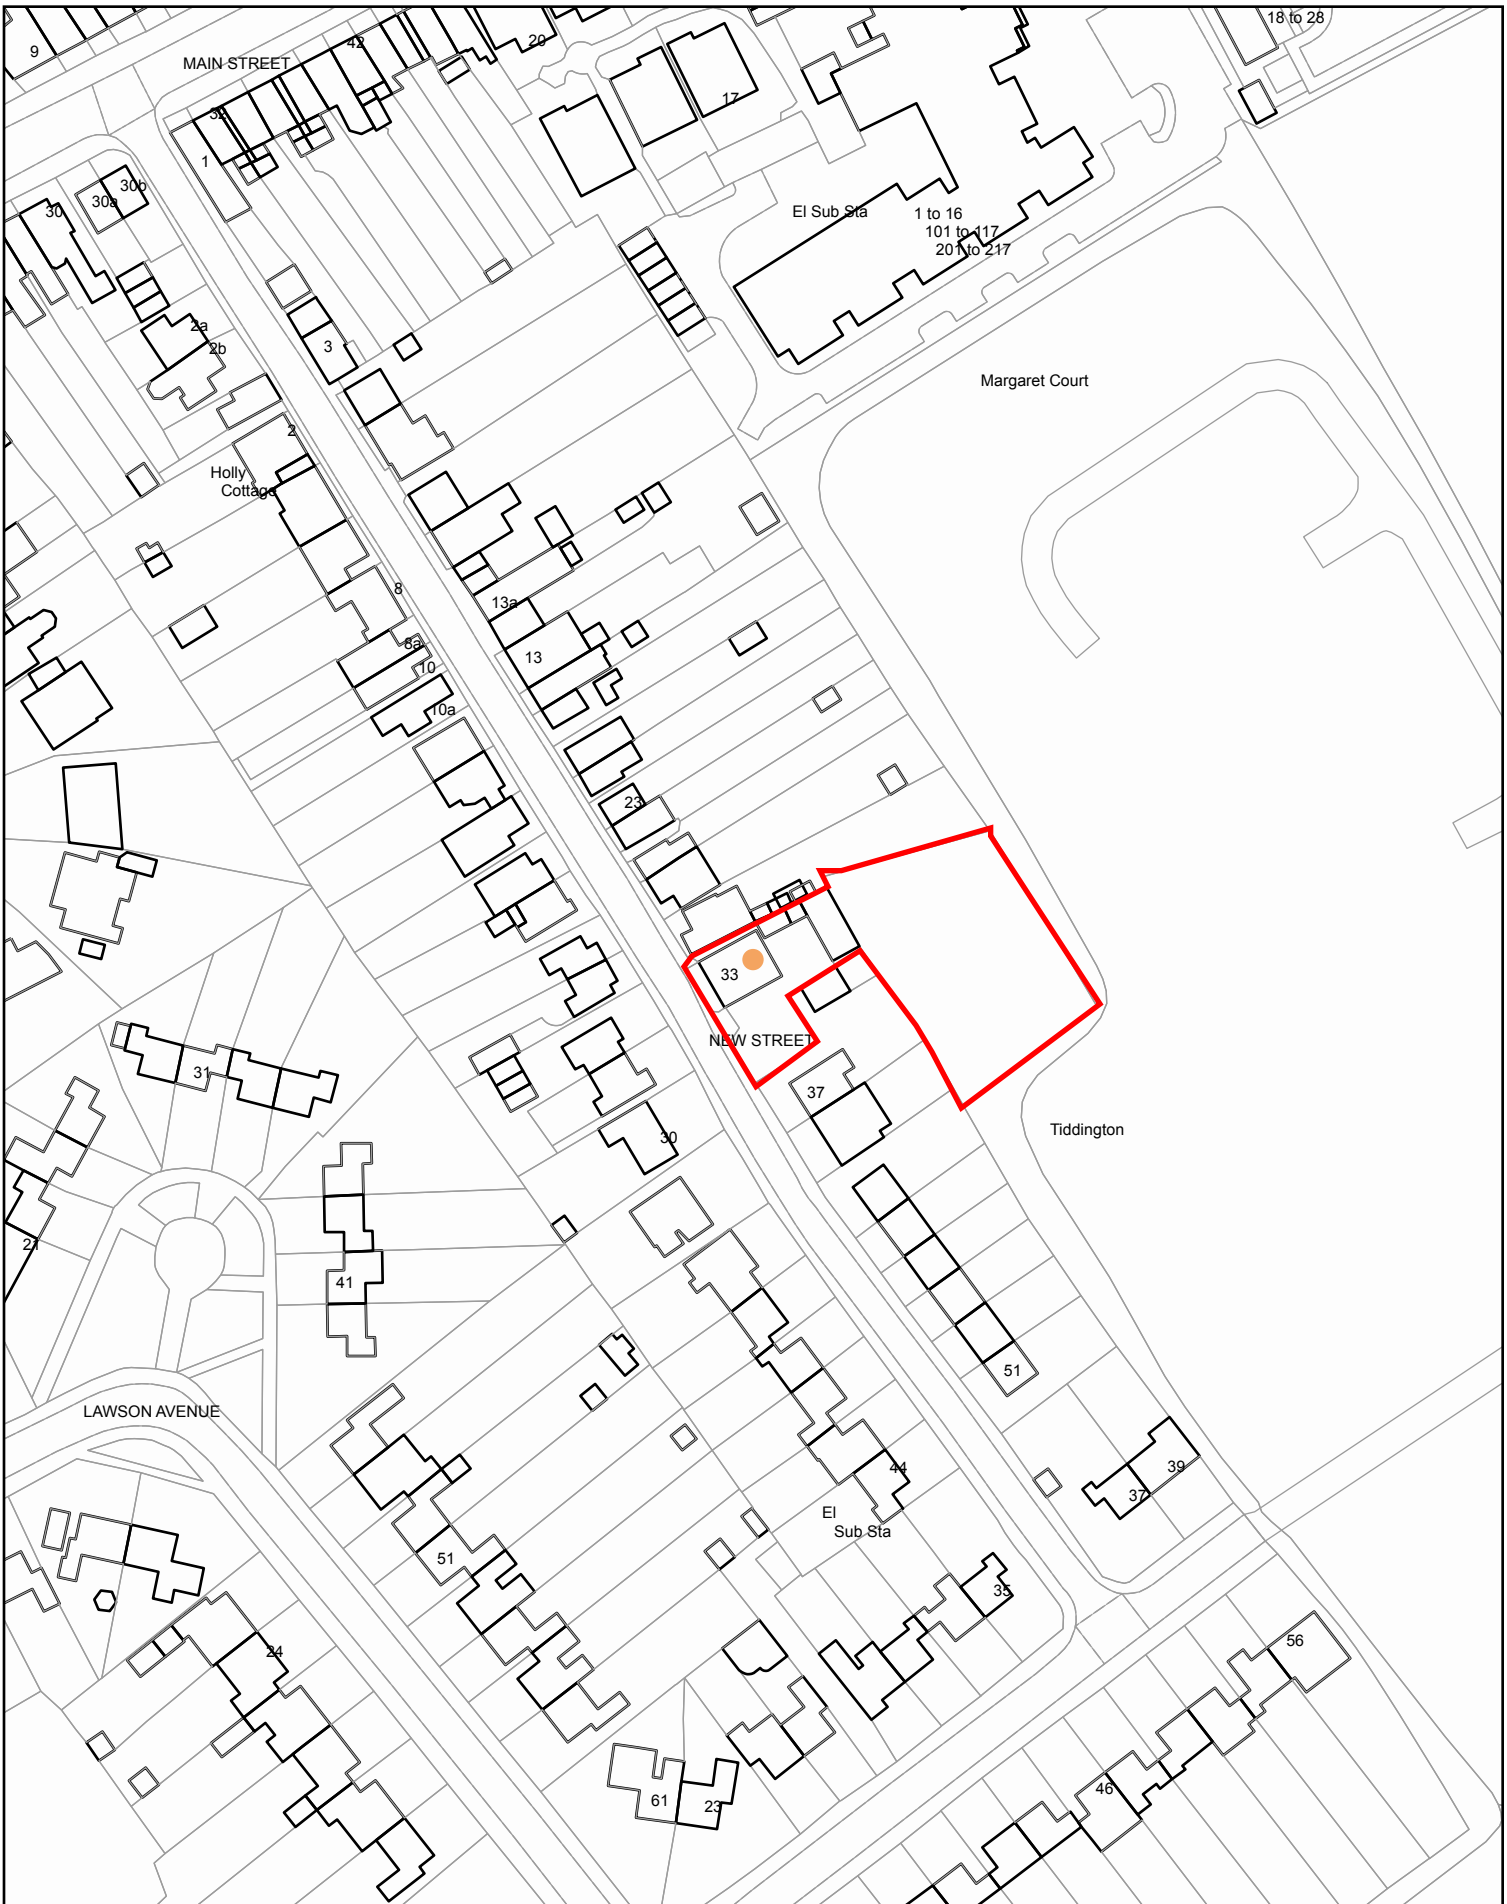 18 to 28
9
MAIN STREET
42
20
17
32
1
30b
30a
30
El Sub Sta
1 to 16
101 to 117
201 to 217
2a
2b
3
Margaret Court
2
Holly
Cottage
8
13a
8a
13
10
10a
23
33
NEW STREET
31
37
30
Tiddington
21
41
51
LAWSON AVENUE
39
44
37
El
Sub Sta
51
35
24
56
46
61
23